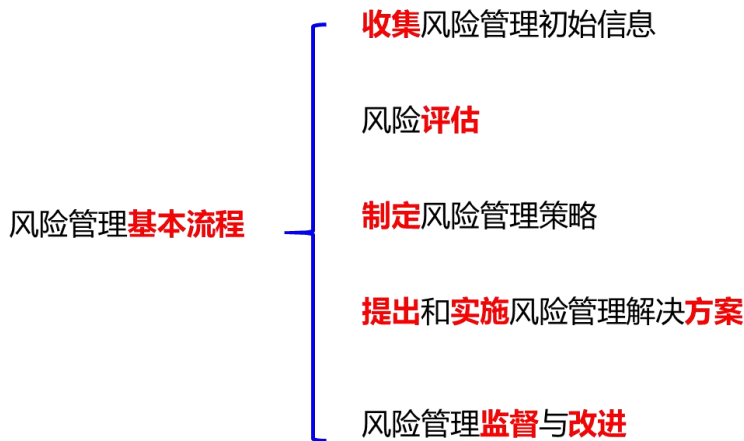 收集风险管理初始信息
风险评估
制定风险管理策略
风险管理基本流程
提出和实施风险管理解决方案
风险管理监督与改进